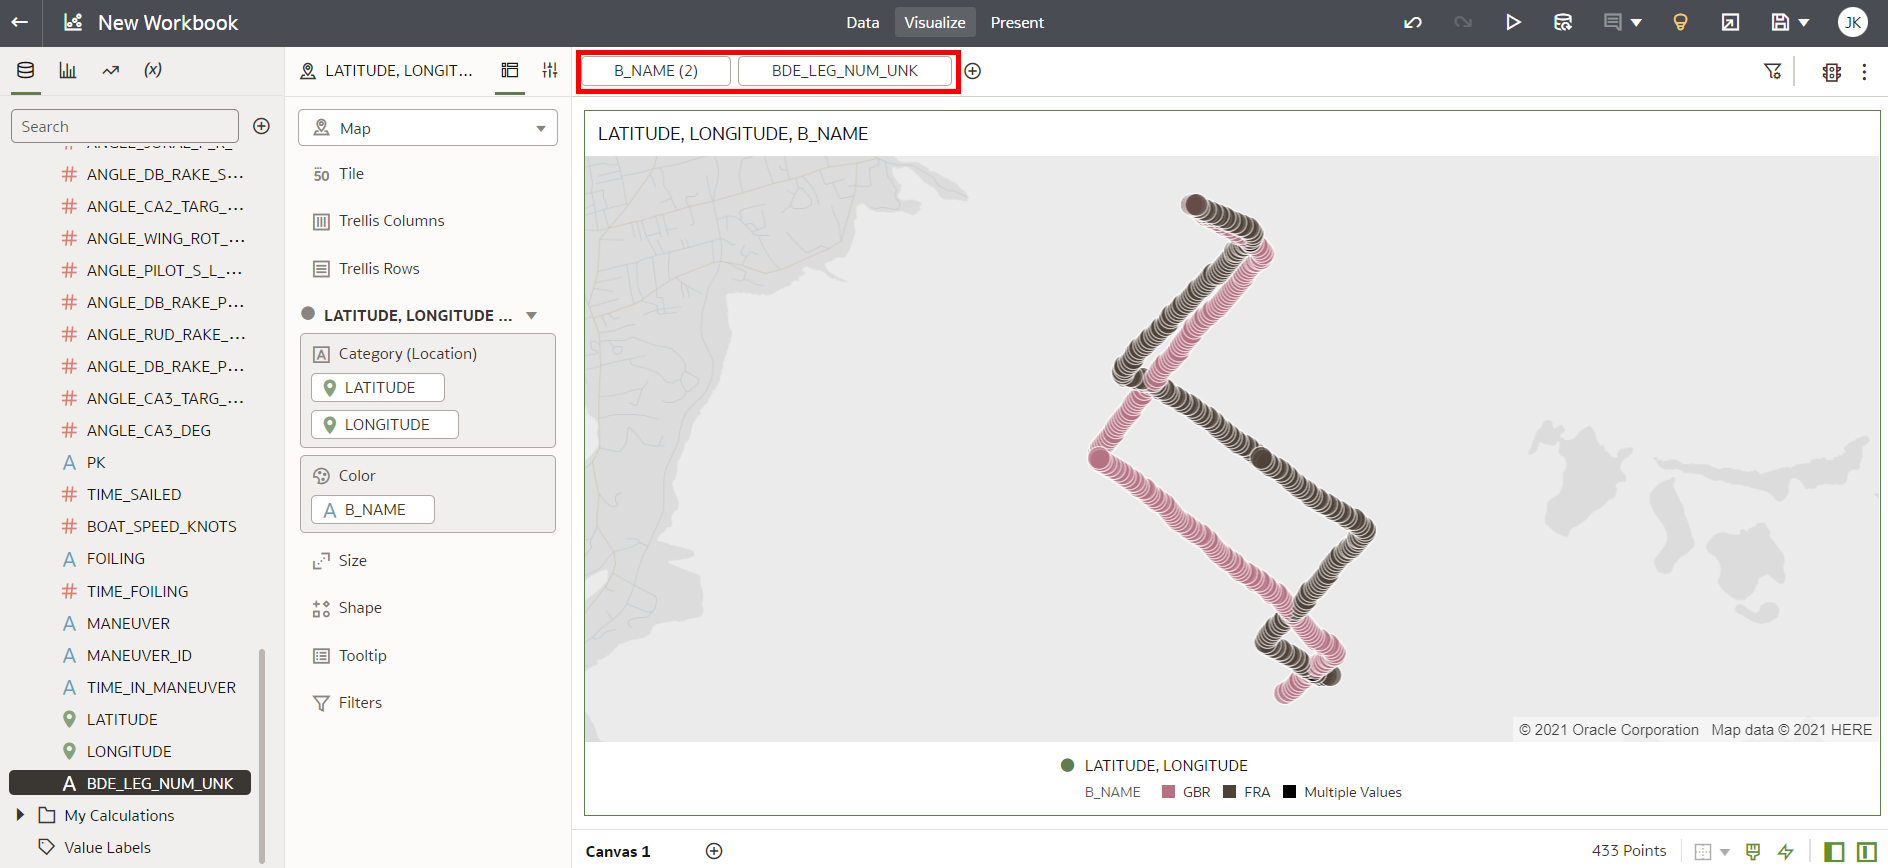 New Workbook
Data
Visualize
Present
JK
(x)
Search
ANGLE_DB_RAKE_S...
ANGLE_CA2_TARG_...
ANGLE_WING_ROT_...
ANGLE_PILOT_S_L_...
ANGLE_DB_RAKE_P...
ANGLE_RUD_RAKE_...
ANGLE_DB_RAKE_P...
ANGLE_CA3_TARG_...
ANGLE_CA3_DEG
A PK
TIME_SAILED
BOAT_SPEED_KNOTS
A FOILING
TIME_FOILING
A MANEUVER
A MANEUVER_ID
A TIME_IN_MANEUVER
LATITUDE
LONGITUDE
A BDE_LEG_NUM_UNK
My Calculations
Value Labels
LATITUDE, LONGIT...
Map
50 Tile
Trellis Columns
Trellis Rows
LATITUDE, LONGITUDE ...
A Category (Location)
LATITUDE
LONGITUDE
Color
A B_NAME
Size
Shape
Tooltip
Filters
B_NAME (2)
BDE_LEG_NUM_UNK
LATITUDE, LONGITUDE, B_NAME
© 2021 Oracle Corporation Map data © 2021 HERE
LATITUDE, LONGITUDE
B_NAME GBR FRA Multiple Values
Canvas 1
433 Points